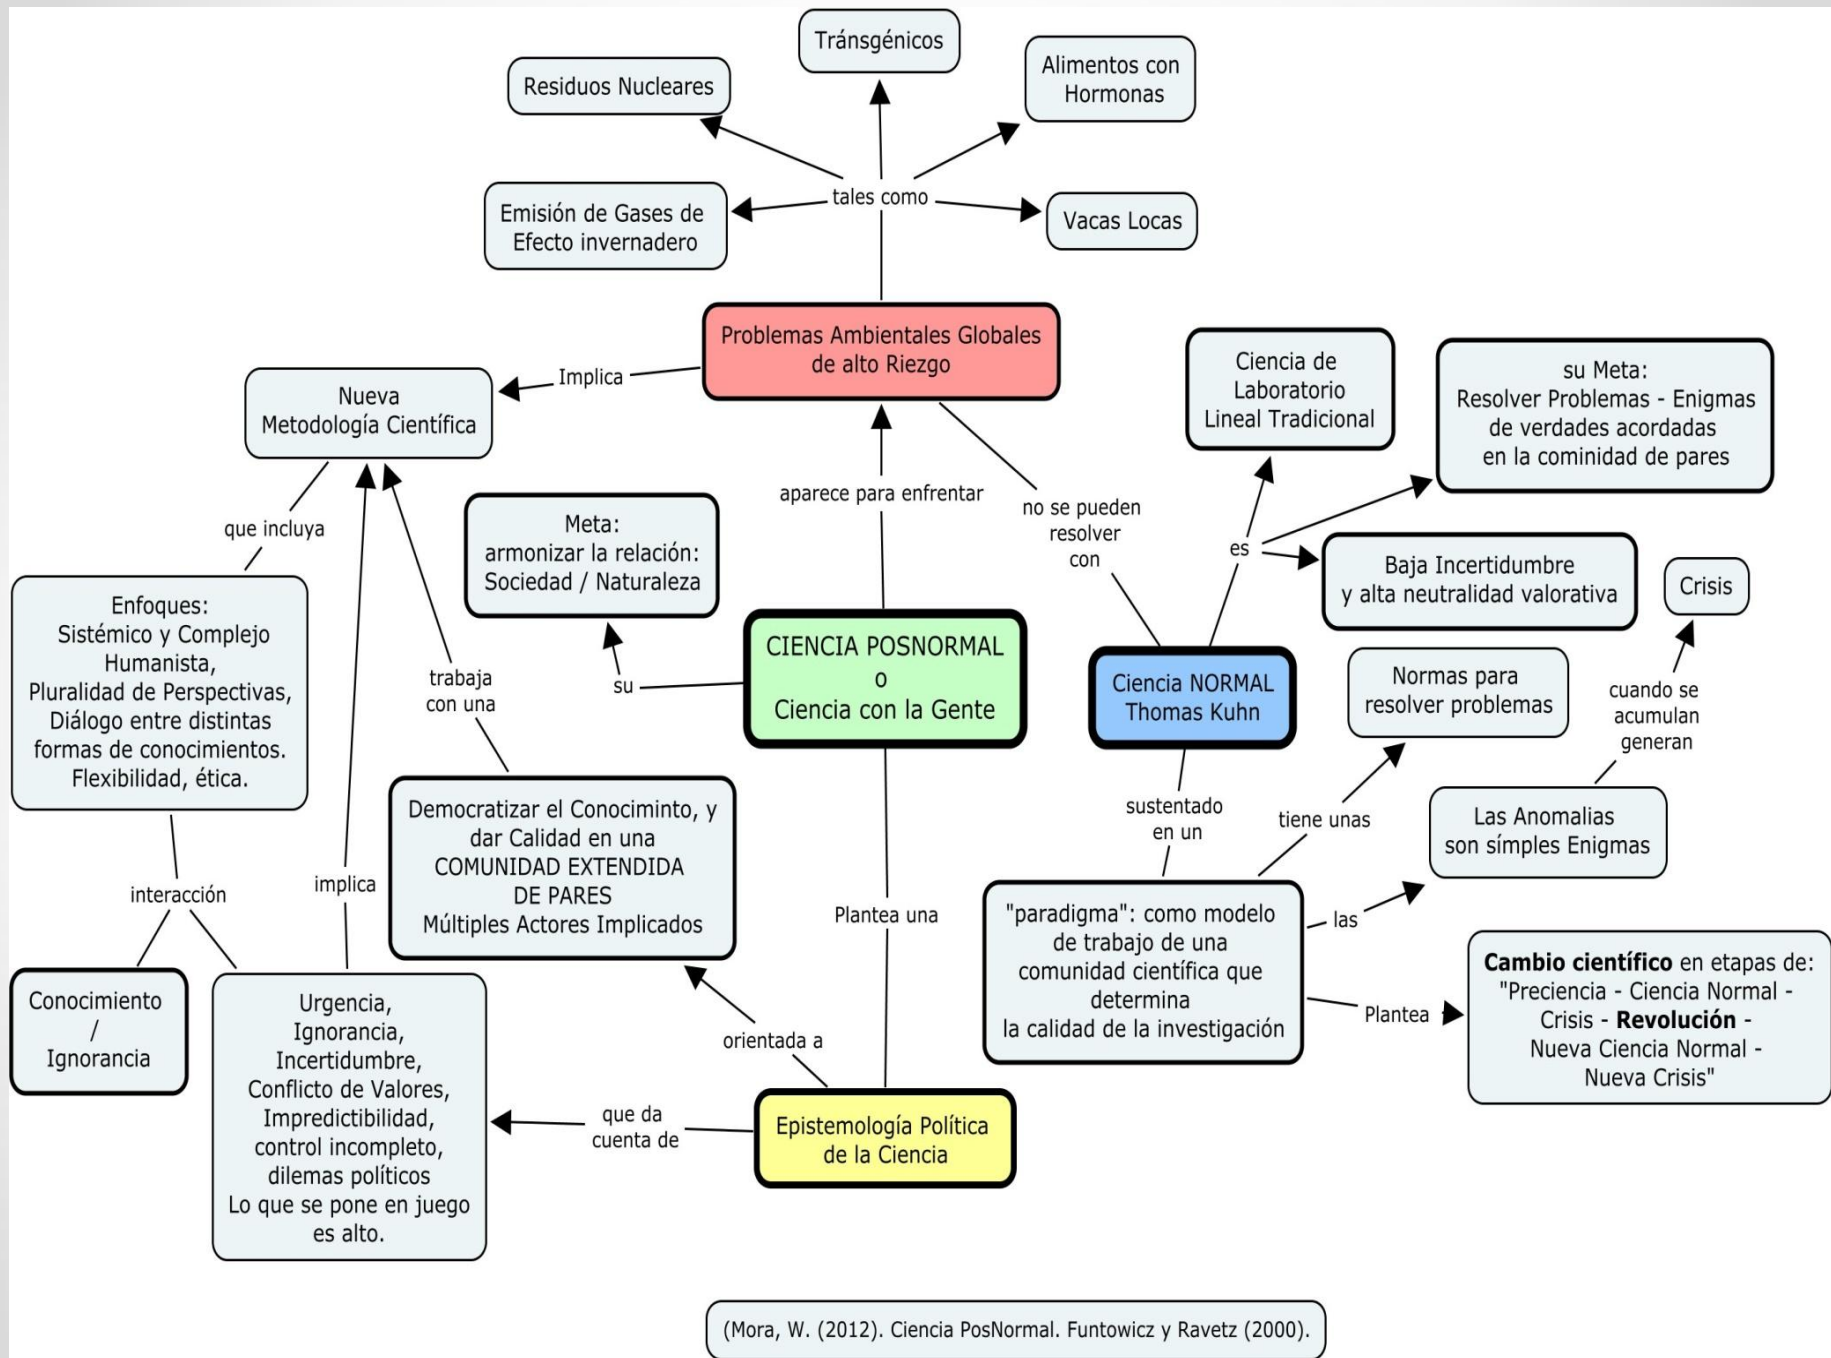 Tránsgénicos
Residuos Nucleares
Alimentos con
Hormonas
tales como
Emisión de Gases de
Efecto invernadero
Vacas Locas
Problemas Ambientales Globales
de alto Riezgo
Implica
Nueva
Metodología Científica
Ciencia de
Laboratorio
Lineal Tradicional
su Meta:
Resolver Problemas - Enigmas
de verdades acordadas
en la cominidad de pares
aparece para enfrentar
no se pueden
resolver
con
que incluya
Meta:
armonizar la relación:
Sociedad / Naturaleza
es
Baja Incertidumbre
y alta neutralidad valorativa
Crisis
Enfoques:
Sistémico y Complejo
Humanista,
Pluralidad de Perspectivas,
Diálogo entre distintas
formas de conocimientos.
Flexibilidad, ética.
trabaja
con una
su
CIENCIA POSNORMAL
o
Ciencia con la Gente
Ciencia NORMAL
Thomas Kuhn
Normas para
resolver problemas
cuando se
acumulan
generan
Democratizar el Conociminto, y
dar Calidad en una
COMUNIDAD EXTENDIDA
DE PARES
Múltiples Actores Implicados
sustentado
en un
tiene unas
Las Anomalias
son símples Enigmas
interacción
implica
Plantea una
"paradigma": como modelo
de trabajo de una
comunidad científica que
determina
la calidad de la investigación
las
Plantea
Cambio científico en etapas de:
"Preciencia - Ciencia Normal -
Crisis - Revolución -
Nueva Ciencia Normal -
Nueva Crisis"
Conocimiento
/
Ignorancia
Urgencia,
Ignorancia,
Incertidumbre,
Conflicto de Valores,
Impredictibilidad,
control incompleto,
dilemas políticos
Lo que se pone en juego
es alto.
orientada a
que da
cuenta de
Epistemología Política
de la Ciencia
(Mora, W. (2012). Ciencia PosNormal. Funtowicz y Ravetz (2000).